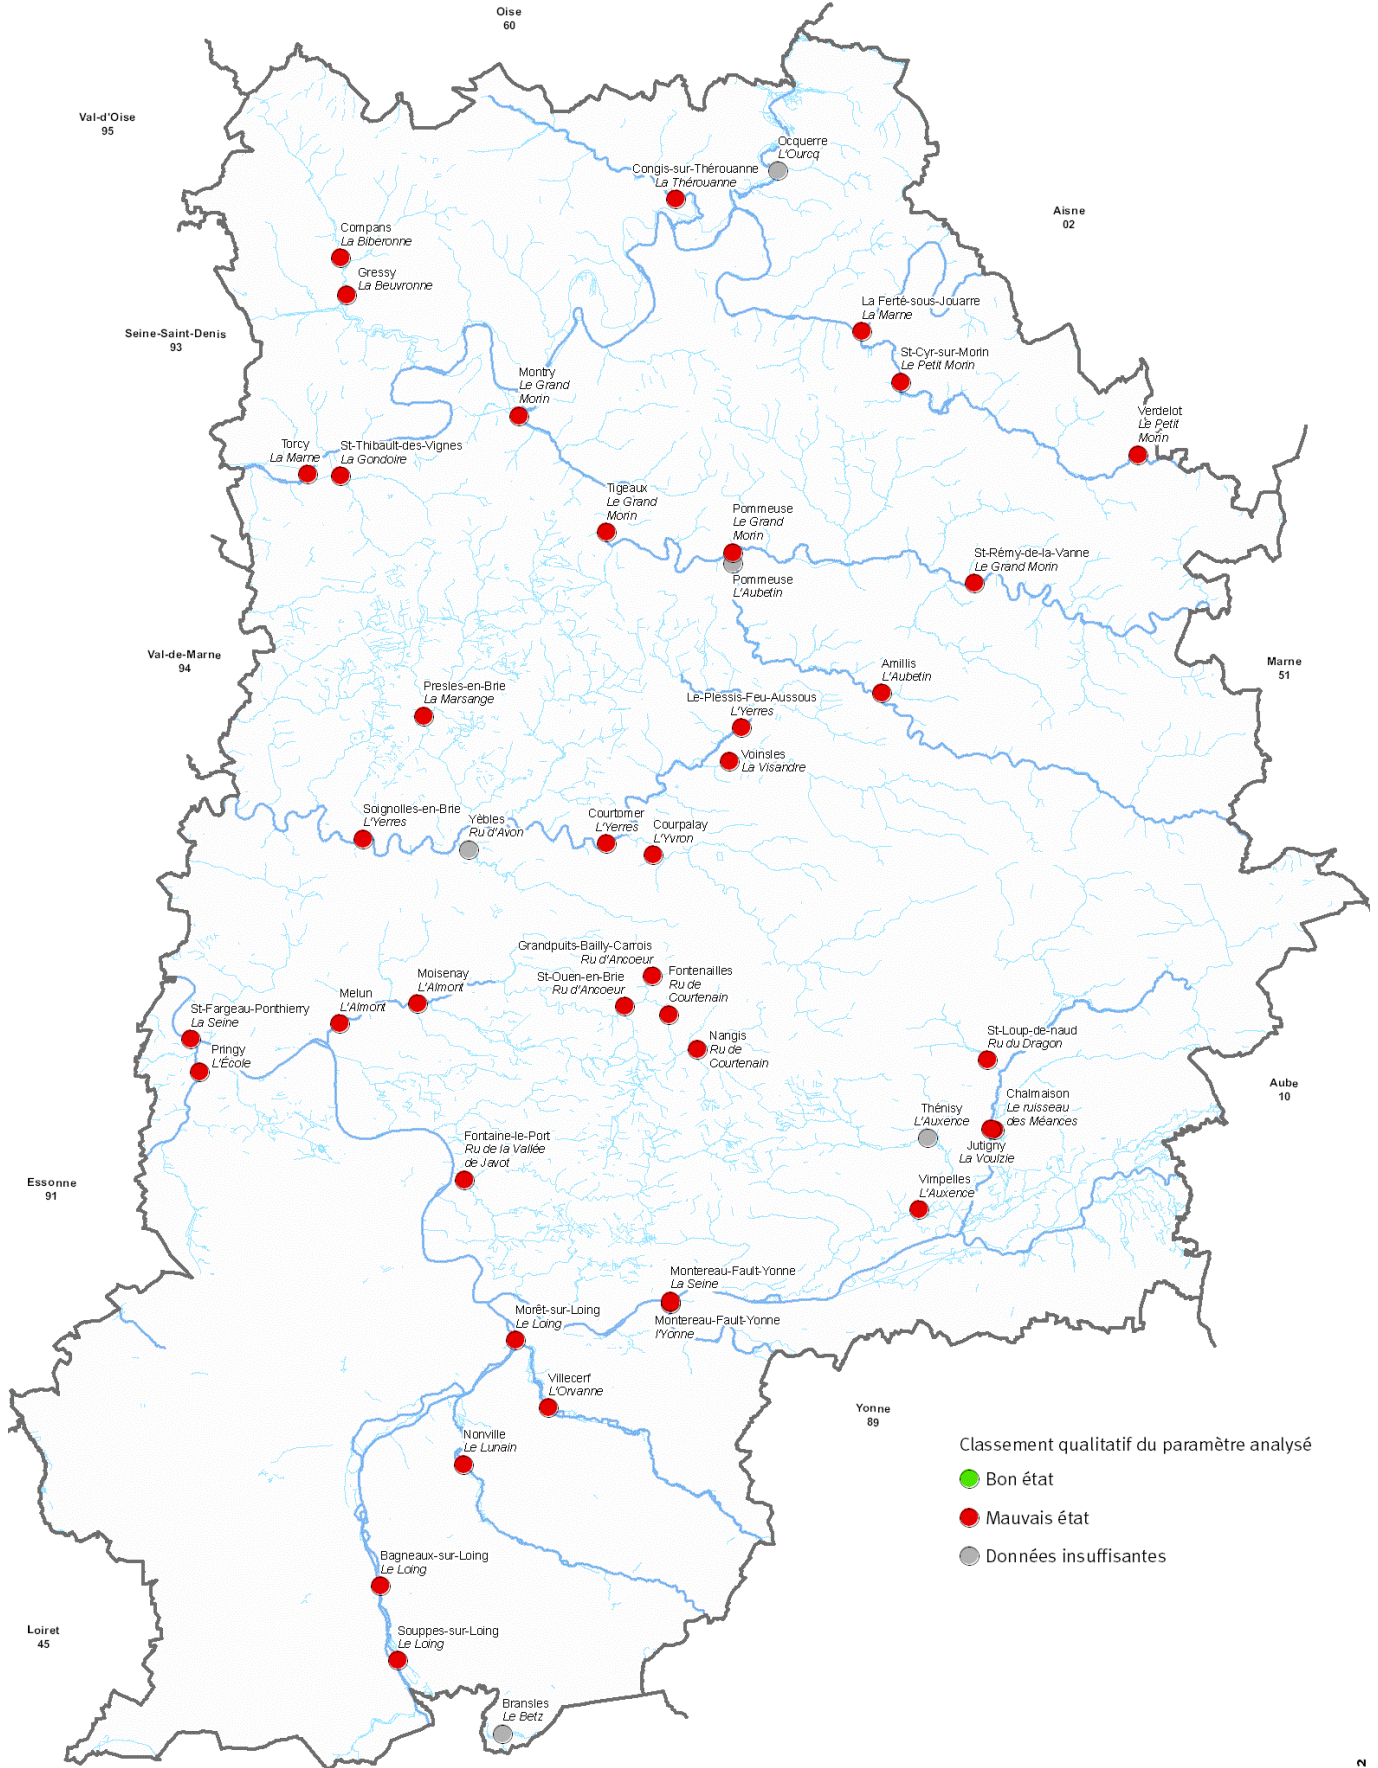 Oise
60
Val-d'Oise
95
Ocquerre
L'Ourcq
Congis-sur-Thérouanne
La Thérouanne
Aisne
02
Compans
La Biberonne
Gressy
La Beuvronne
La Ferté-sous-Jouarre
La Marne
Seine-Saint-Denis
93
St-Cyr-sur-Morin
Le Petit Morin
Montry
Le Grand
Morin
Verdelot
Le Petit
Morin
Torcy
La Marne
St-Thibault-des-Vignes
La Gondoire
Tigeaux
Le Grand
Morin
Pommeuse
Le Grand
Morin
St-Rémy-de-la-Vanne
Le Grand Morin
Pommeuse
L'Aubetin
Val-de-Marne
94
Marne
51
Amillis
L'Aubetin
Presles-en-Brie
La Marsange
Le-Plessis-Feu-Aussous
L'Yerres
Voinsles
La Visandre
Soignolles-en-Brie
L'Yerres
Yèbles
Ru d'Avon
Courtomer
L'Yerres
Courpalay
L'Yvron
Grandpuits-Bailly-Carrois
Ru d'Ancoeur
St-Ouen-en-Brie
Ru d'Ancoeur
Fontenailles
Ru de
Courtenain
Moisenay
L'Almont
Melun
L'Almont
St-Fargeau-Ponthierry
La Seine
Pringy
L'École
Nangis
Ru de
Courtenain
St-Loup-de-naud
Ru du Dragon
Aube
10
Chalmaison
Le ruisseau
des Méances
Thénisy
L'Auxence
Jutigny
La Voulzie
Fontaine-le-Port
Ru de la Vallée
de Javot
Essonne
91
Vimpelles
L'Auxence
Montereau-Fault-Yonne
La Seine
Morêt-sur-Loing
Le Loing
Montereau-Fault-Yonne
l'Yonne
Villecerf
L'Orvanne
Yonne
89
Nonville
Le Lunain
Classement qualitatif du paramètre analysé
Bon état
Mauvais état
Données insuffisantes
Bagneaux-sur-Loing
Le Loing
Loiret
45
Souppes-sur-Loing
Le Loing
Bransles
Le Betz
2